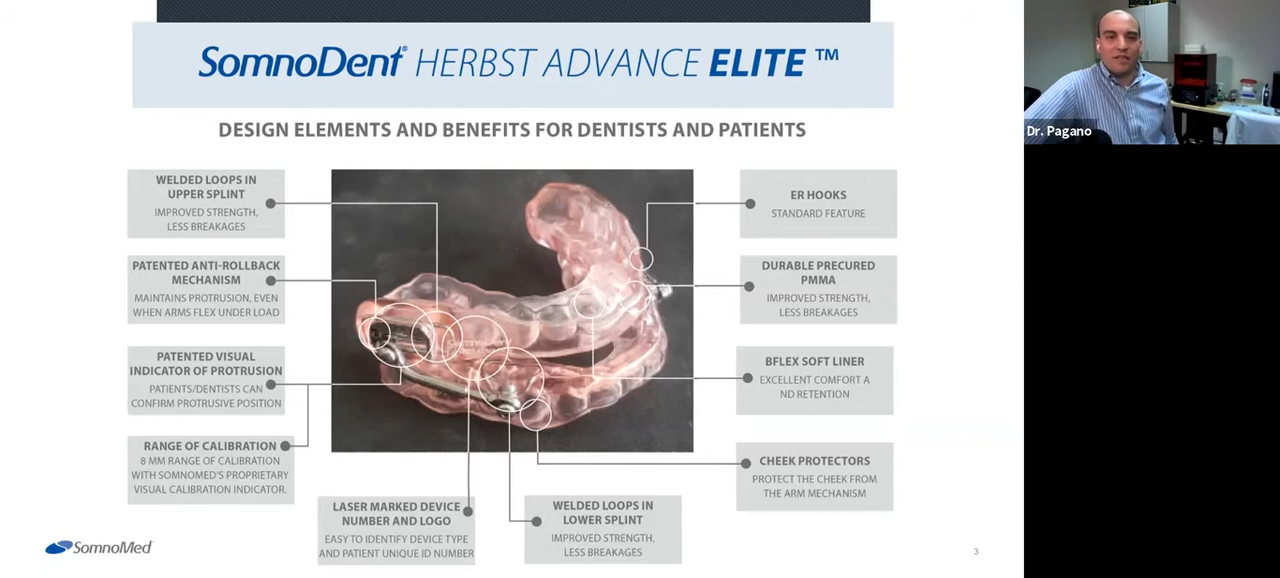 SomnoDent® HERBST ADVANCE ELITE ™
DESIGN ELEMENTS AND BENEFITS FOR DENTISTS AND PATIENTS
WELDED LOOPS IN
UPPER SPLINT
IMPROVED STRENGTH,
LESS BREAKAGES
PATENTED ANTI-ROLLBACK
MECHANISM
MAINTAINS PROTRUSION, EVEN
WHEN ARMS FLEX UNDER LOAD
PATENTED VISUAL
INDICATOR OF PROTRUSION
PATIENTS/DENTISTS CAN
CONFIRM PROTRUSIVE POSITION
RANGE OF CALIBRATION
8 MM RANGE OF CALIBRATION
WITH SOMNOMED'S PROPRIETARY
VISUAL CALIBRATION INDICATOR.
LASER MARKED DEVICE
NUMBER AND LOGO
EASY TO IDENTIFY DEVICE TYPE
AND PATIENT UNIQUE ID NUMBER
WELDED LOOPS IN
LOWER SPLINT
IMPROVED STRENGTH,
LESS BREAKAGES
ER HOOKS
STANDARD FEATURE
DURABLE PRECURED
PMMA
IMPROVED STRENGTH,
LESS BREAKAGES
BFLEX SOFT LINER
EXCELLENT COMFORT A
ND RETENTION
CHEEK PROTECTORS
PROTECT THE CHEEK FROM
THE ARM MECHANISM
SomnoMed
3
Dr. Pagano